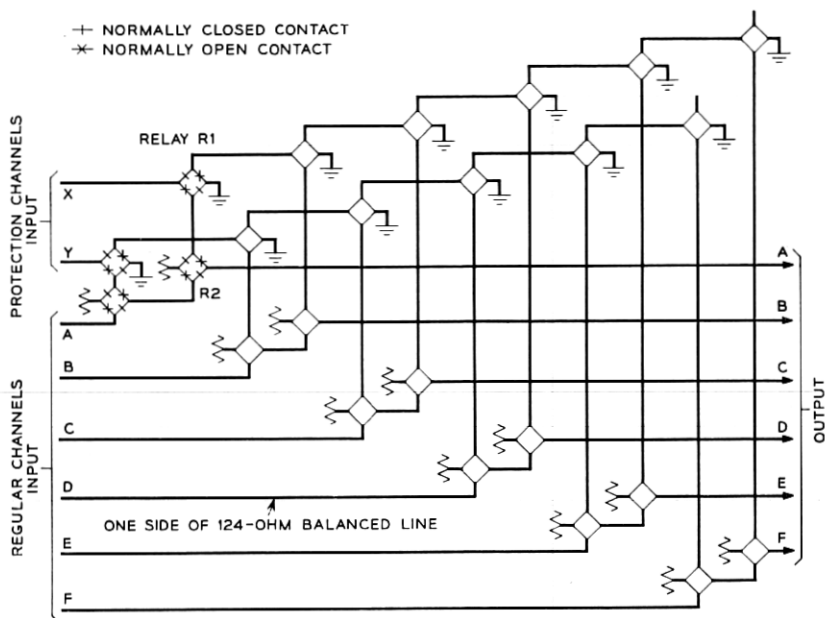 NORMALLY CLOSED CONTACT
NORMALLY OPEN CONTACT
RELAY R1
PROTECTION CHANNELS
INPUT
X
Y
R2
A
B
C
D
E
F
REGULAR CHANNELS
INPUT
ONE SIDE OF 124-OHM BALANCED LINE
A
B
C
D
E
F
OUTPUT